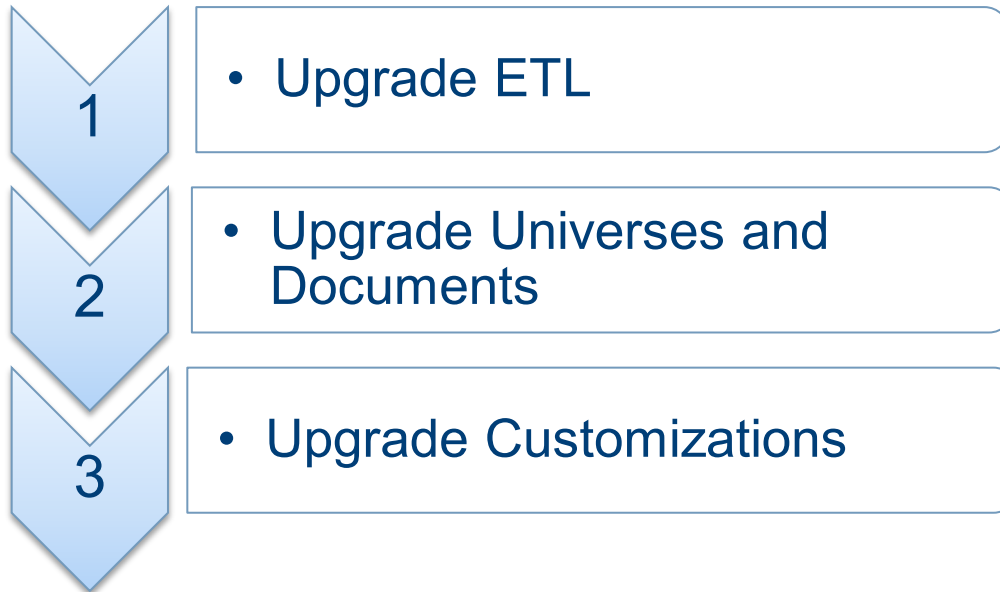 1
• Upgrade ETL
2
• Upgrade Universes and
Documents
3
• Upgrade Customizations